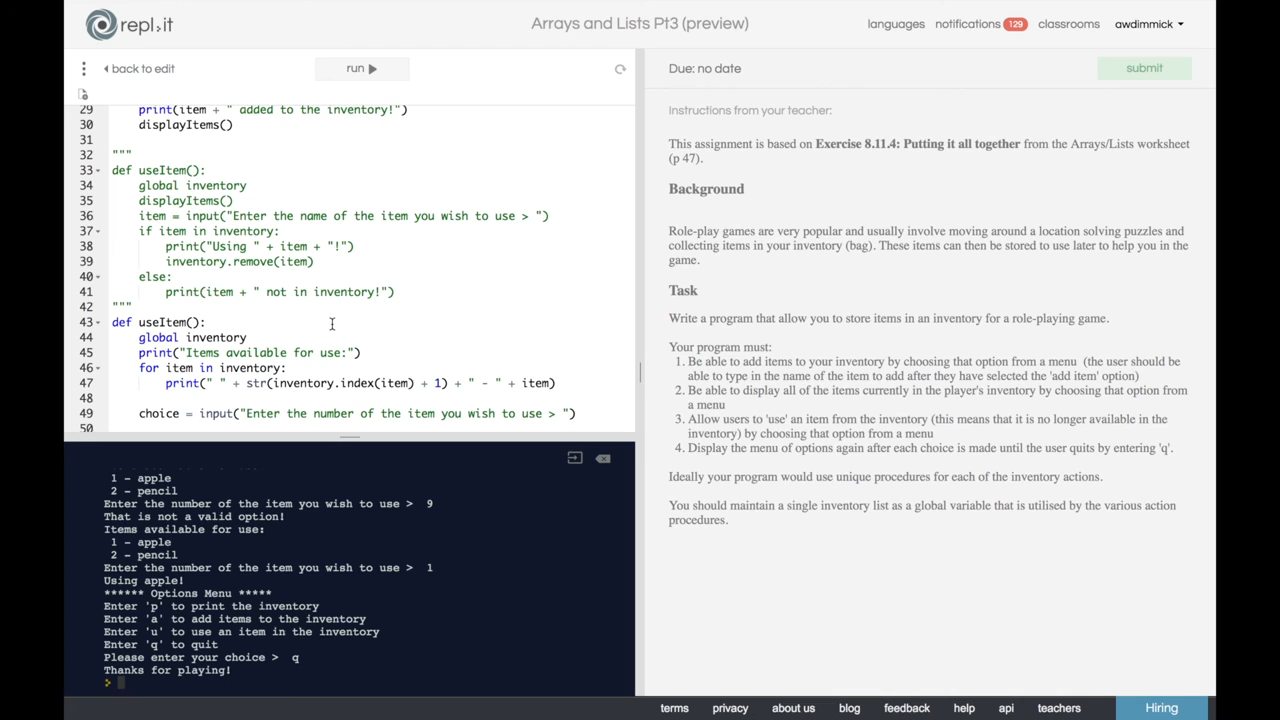 repl.it
Arrays and Lists Pt3 (preview)
languages notifications 129 classrooms awdimmick
back to edit run
Due: no date submit
29 print(item + " added to the inventory!")
30 displayItems()
31
32 """
33 def useItem():
34 global inventory
35 displayItems()
36 item = input("Enter the name of the item you wish to use > ")
37 if item in inventory:
38 print("Using " + item + "!")
39 inventory.remove(item)
40 else:
41 print(item + " not in inventory!")
42 """
43 def useItem():
44 global inventory
45 print("Items available for use:")
46 for item in inventory:
47 print(" " + str(inventory.index(item) + 1) + " - " + item)
48
49 choice = input("Enter the number of the item you wish to use > ")
50
1 - apple
2 - pencil
Enter the number of the item you wish to use > 9
That is not a valid option!
Items available for use:
1 - apple
2 - pencil
Enter the number of the item you wish to use > 1
Using apple!
****** Options Menu *****
Enter 'p' to print the inventory
Enter 'a' to add items to the inventory
Enter 'u' to use an item in the inventory
Enter 'q' to quit
Please enter your choice > q
Thanks for playing!
>
Instructions from your teacher:
This assignment is based on Exercise 8.11.4: Putting it all together from the Arrays/Lists worksheet
(p 47).
Background
Role-play games are very popular and usually involve moving around a location solving puzzles and
collecting items in your inventory (bag). These items can then be stored to use later to help you in the
game.
Task
Write a program that allow you to store items in an inventory for a role-playing game.
Your program must:
1. Be able to add items to your inventory by choosing that option from a menu (the user should be
able to type in the name of the item to add after they have selected the 'add item' option)
2. Be able to display all of the items currently in the player's inventory by choosing that option from
a menu
3. Allow users to 'use' an item from the inventory (this means that it is no longer available in the
inventory) by choosing that option from a menu
4. Display the menu of options again after each choice is made until the user quits by entering 'q'.
Ideally your program would use unique procedures for each of the inventory actions.
You should maintain a single inventory list as a global variable that is utilised by the various action
procedures.
terms privacy about us blog feedback help api teachers Hiring